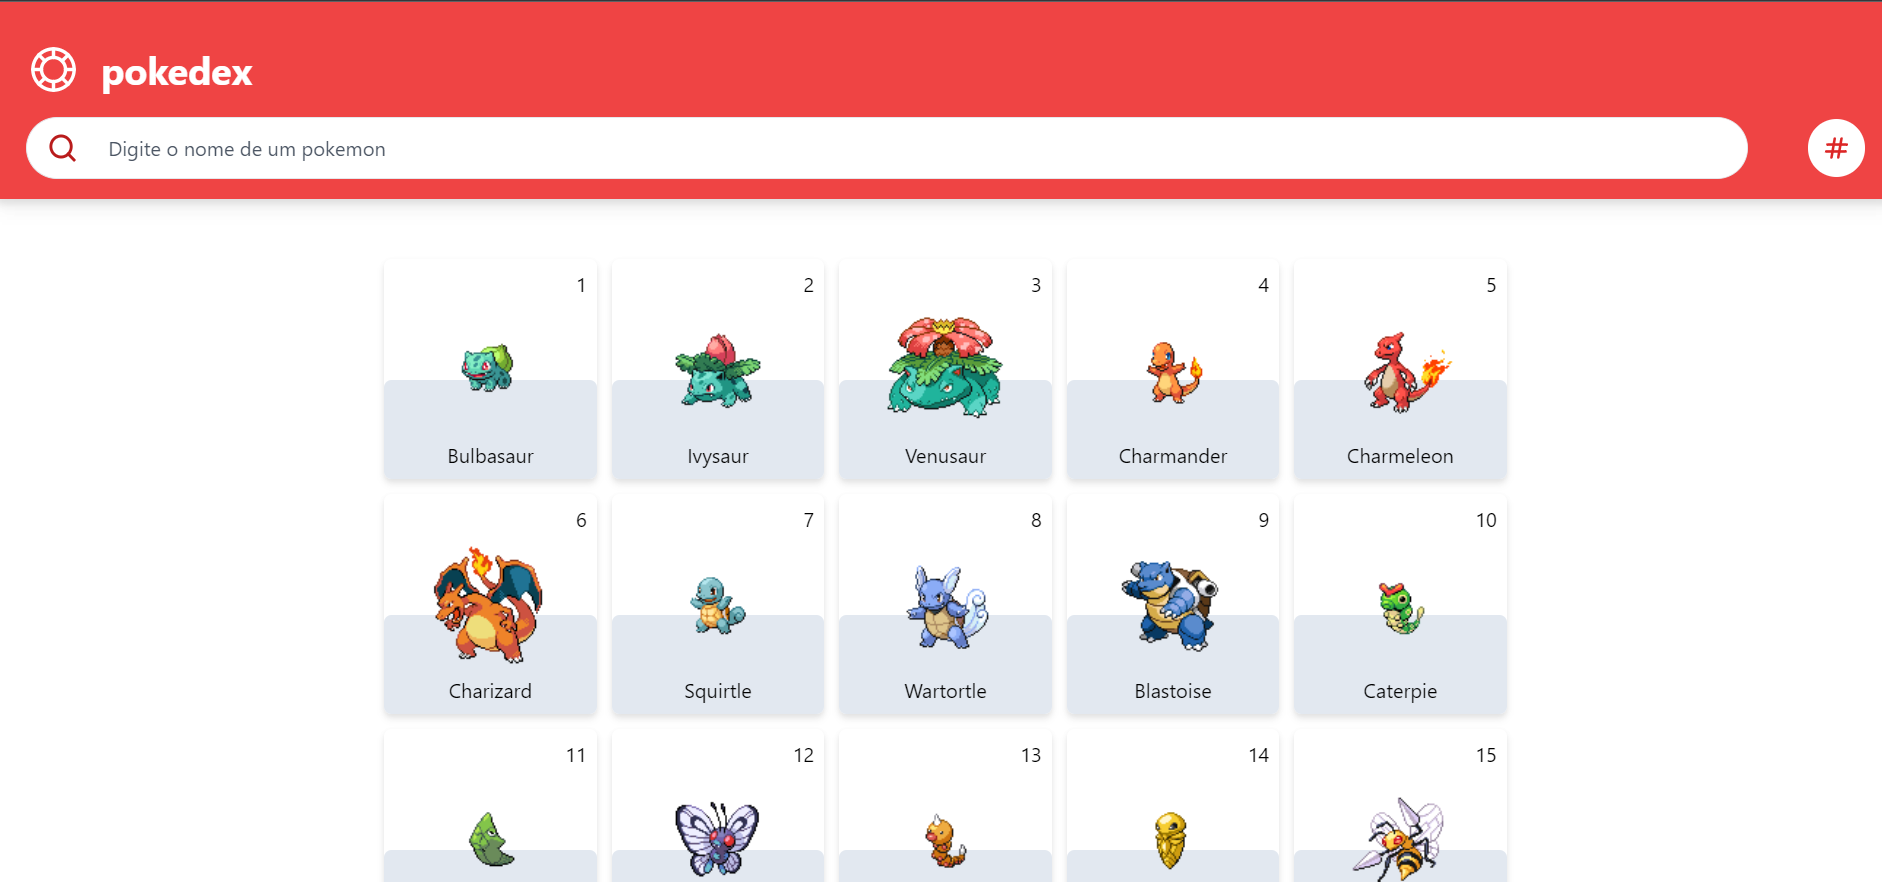 pokedex
Digite o nome de um pokemon
#
1 2 3 4 5
Bulbasaur Ivysaur Venusaur Charmander Charmeleon
6 7 8 9 10
Charizard Squirtle Wartortle Blastoise Caterpie
11 12 13 14 15